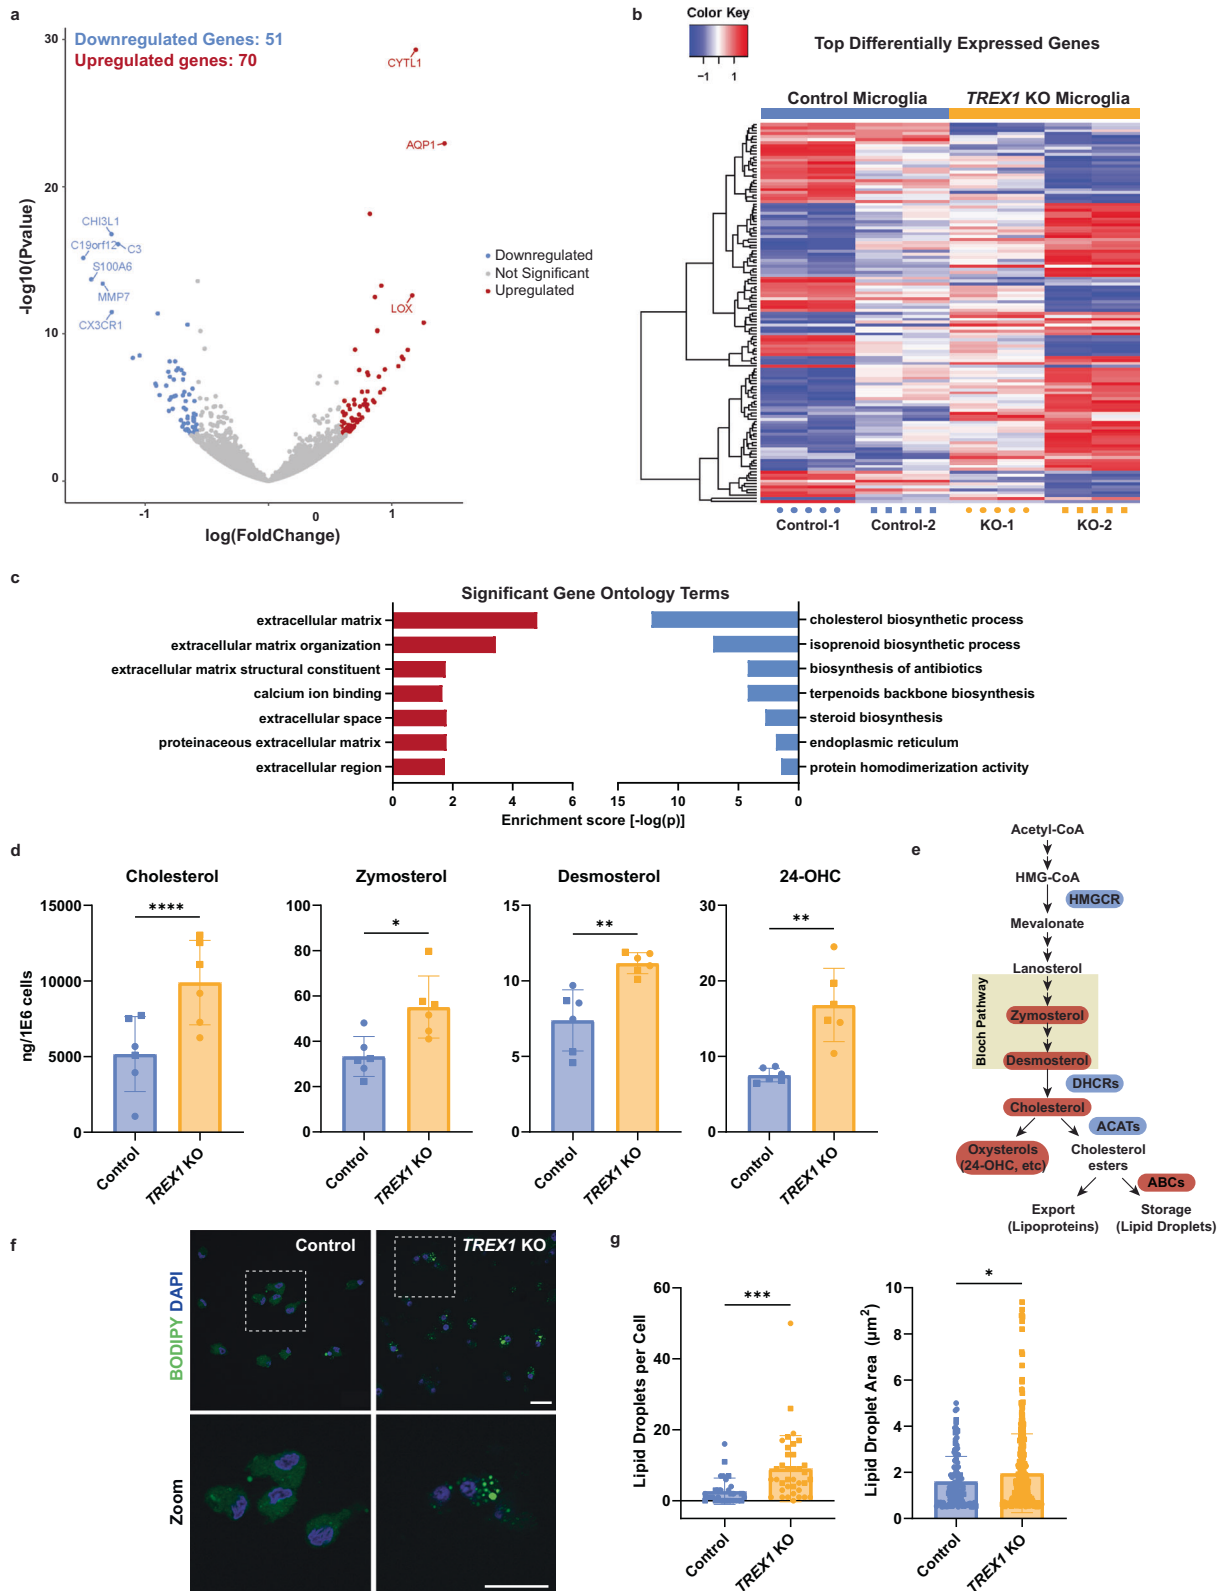 a
Downregulated Genes: 51
Upregulated genes: 70
30
20
10
0
-log10(Pvalue)
CYTL1
AQP1
CHI3L1
C19orf12
C3
S100A6
MMP7
CX3CR1
LOX
Downregulated
Not Significant
Upregulated
-1
0
1
log(FoldChange)
b
Color Key
−1
1
Top Differentially Expressed Genes
Control Microglia
TREX1 KO Microglia
Control-1
Control-2
KO-1
KO-2
c
Significant Gene Ontology Terms
extracellular matrix
extracellular matrix organization
extracellular matrix structural constituent
calcium ion binding
extracellular space
proteinaceous extracellular matrix
extracellular region
cholesterol biosynthetic process
isoprenoid biosynthetic process
biosynthesis of antibiotics
terpenoids backbone biosynthesis
steroid biosynthesis
endoplasmic reticulum
protein homodimerization activity
0 2 4 6
15 10 5 0
Enrichment score [-log(p)]
d
ng/1E6 cells
Cholesterol
15000
10000
5000
0
****
Control
TREX1 KO
Zymosterol
100
80
60
40
20
0
*
Control
TREX1 KO
Desmosterol
15
10
5
0
**
Control
TREX1 KO
24-OHC
30
20
10
0
**
Control
TREX1 KO
e
Acetyl-CoA
HMG-CoA
HMGCR
Mevalonate
Lanosterol
Bloch Pathway
Zymosterol
Desmosterol
DHCRs
Cholesterol
ACATs
Oxysterols
(24-OHC, etc)
Cholesterol
esters
ABCs
Export
(Lipoproteins)
Storage
(Lipid Droplets)
f
BODIPY DAPI
Control
TREX1 KO
Zoom
g
Lipid Droplets per Cell
60
40
20
0
***
Control
TREX1 KO
Lipid Droplet Area (µm²)
10
8
6
4
2
0
*
Control
TREX1 KO